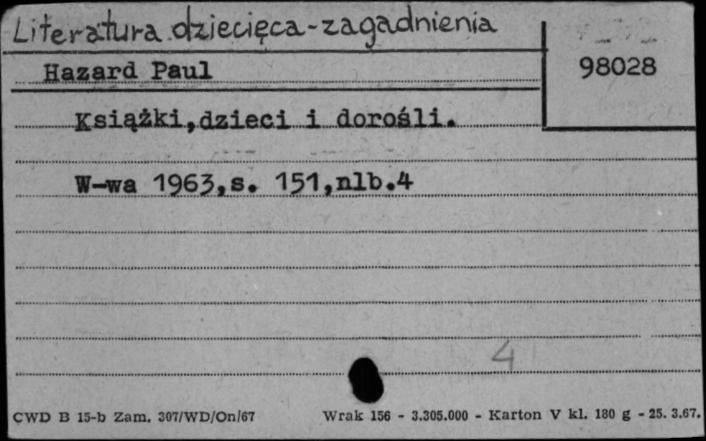 Literatura dziecięca - zagadnienia
Hazard Paul
98028
Książki,dzieci i dorośli.
W-wa 1963,s. 151,nlb.4
4
CWD B 15-b Zam. 307/WD/On/67 Wrak 156 - 3.305.000 - Karton V kl. 180 g - 25. 3.67.